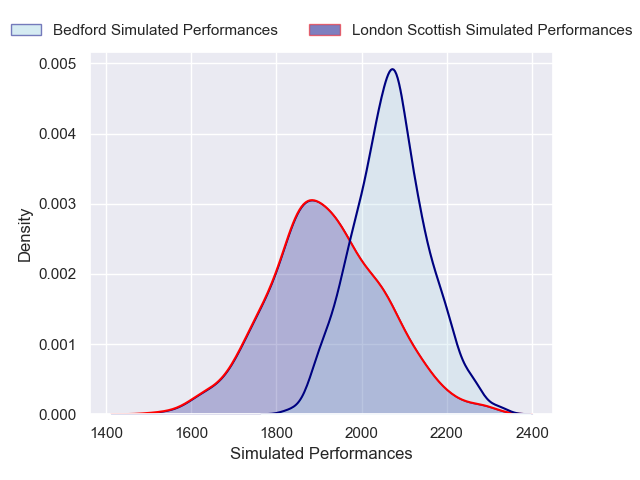 Bedford Simulated Performances London Scottish Simulated Performances
0.005
0.004
0.003
0.002
0.001
0.000
Density
1400 1600 1800 2000 2200 2400
Simulated Performances